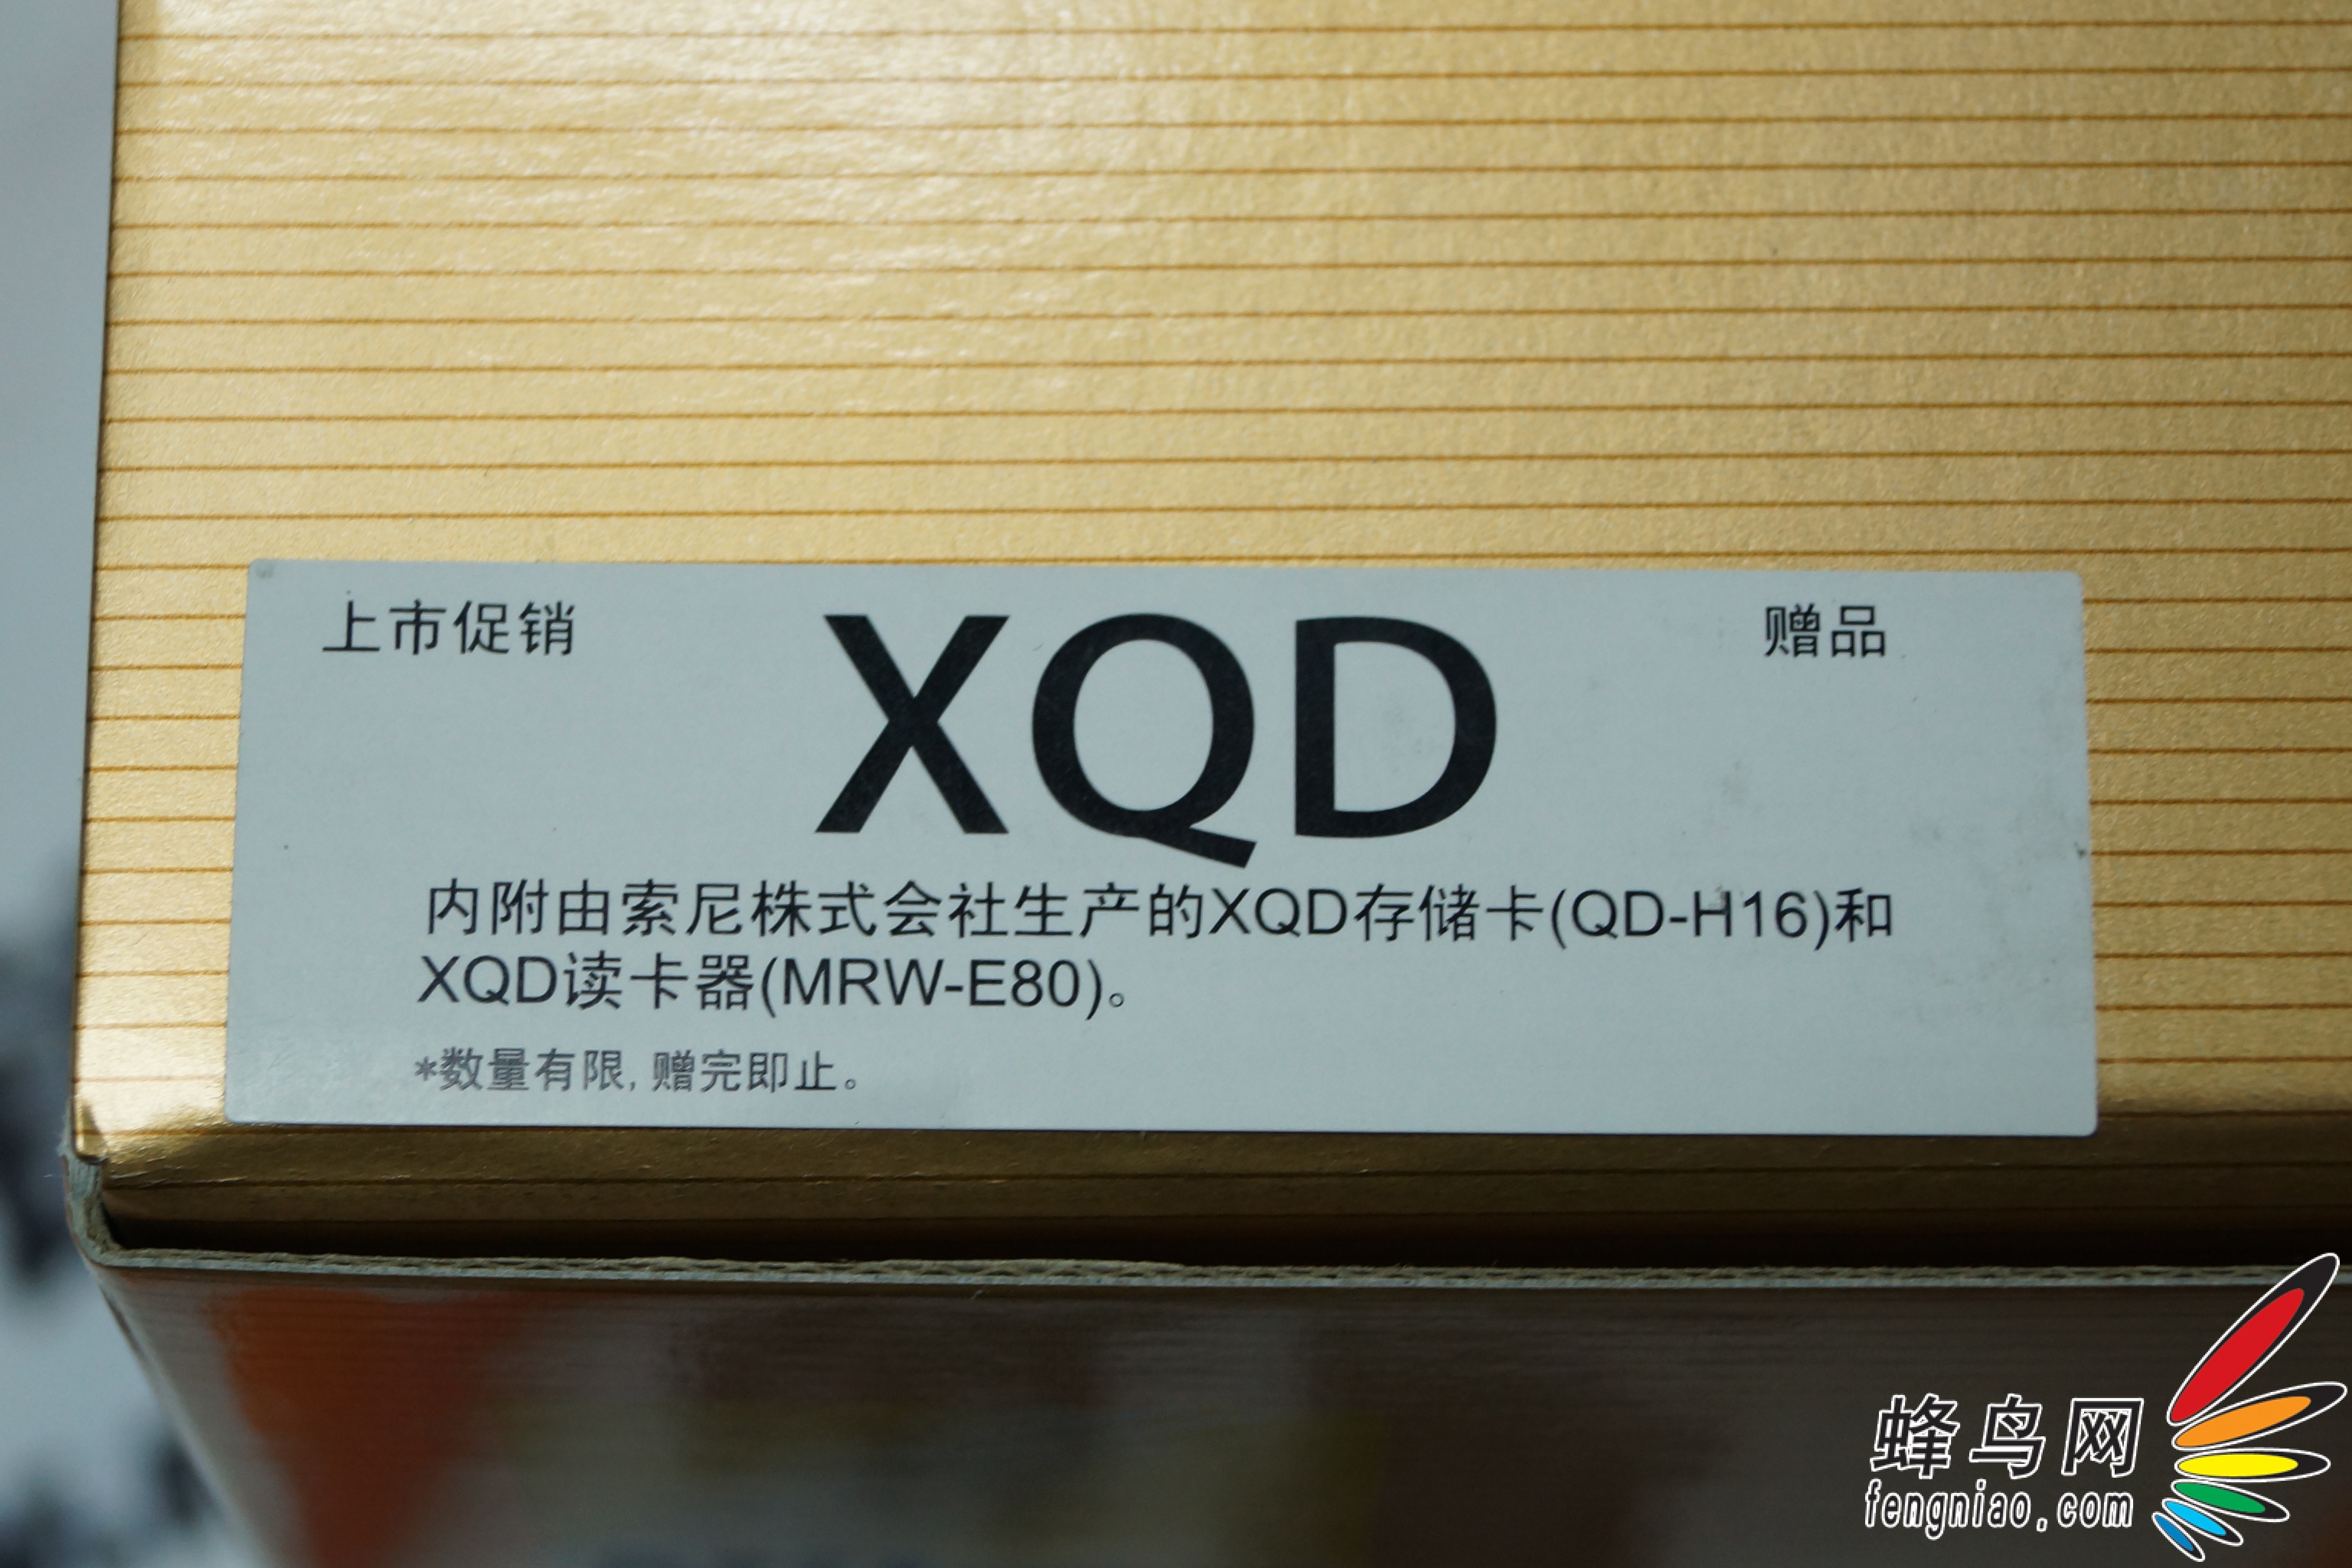 上市促销 XQD 赠品
内附由索尼株式会社生产的XQD存储卡(QD-H16)和
XQD读卡器(MRW-E80)。
*数量有限,赠完即止。
蜂鸟网
fengniao.com